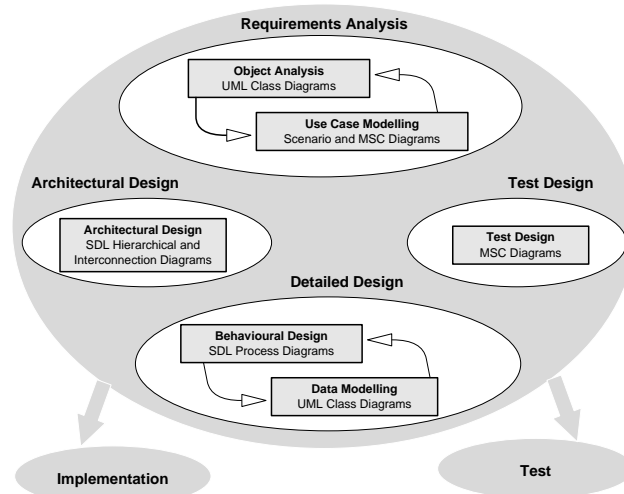 Requirements Analysis
Object Analysis
UML Class Diagrams
Use Case Modelling
Scenario and MSC Diagrams
Architectural Design
Test Design
Architectural Design
SDL Hierarchical and
Interconnection Diagrams
Test Design
MSC Diagrams
Detailed Design
Behavioural Design
SDL Process Diagrams
Data Modelling
UML Class Diagrams
Implementation
Test